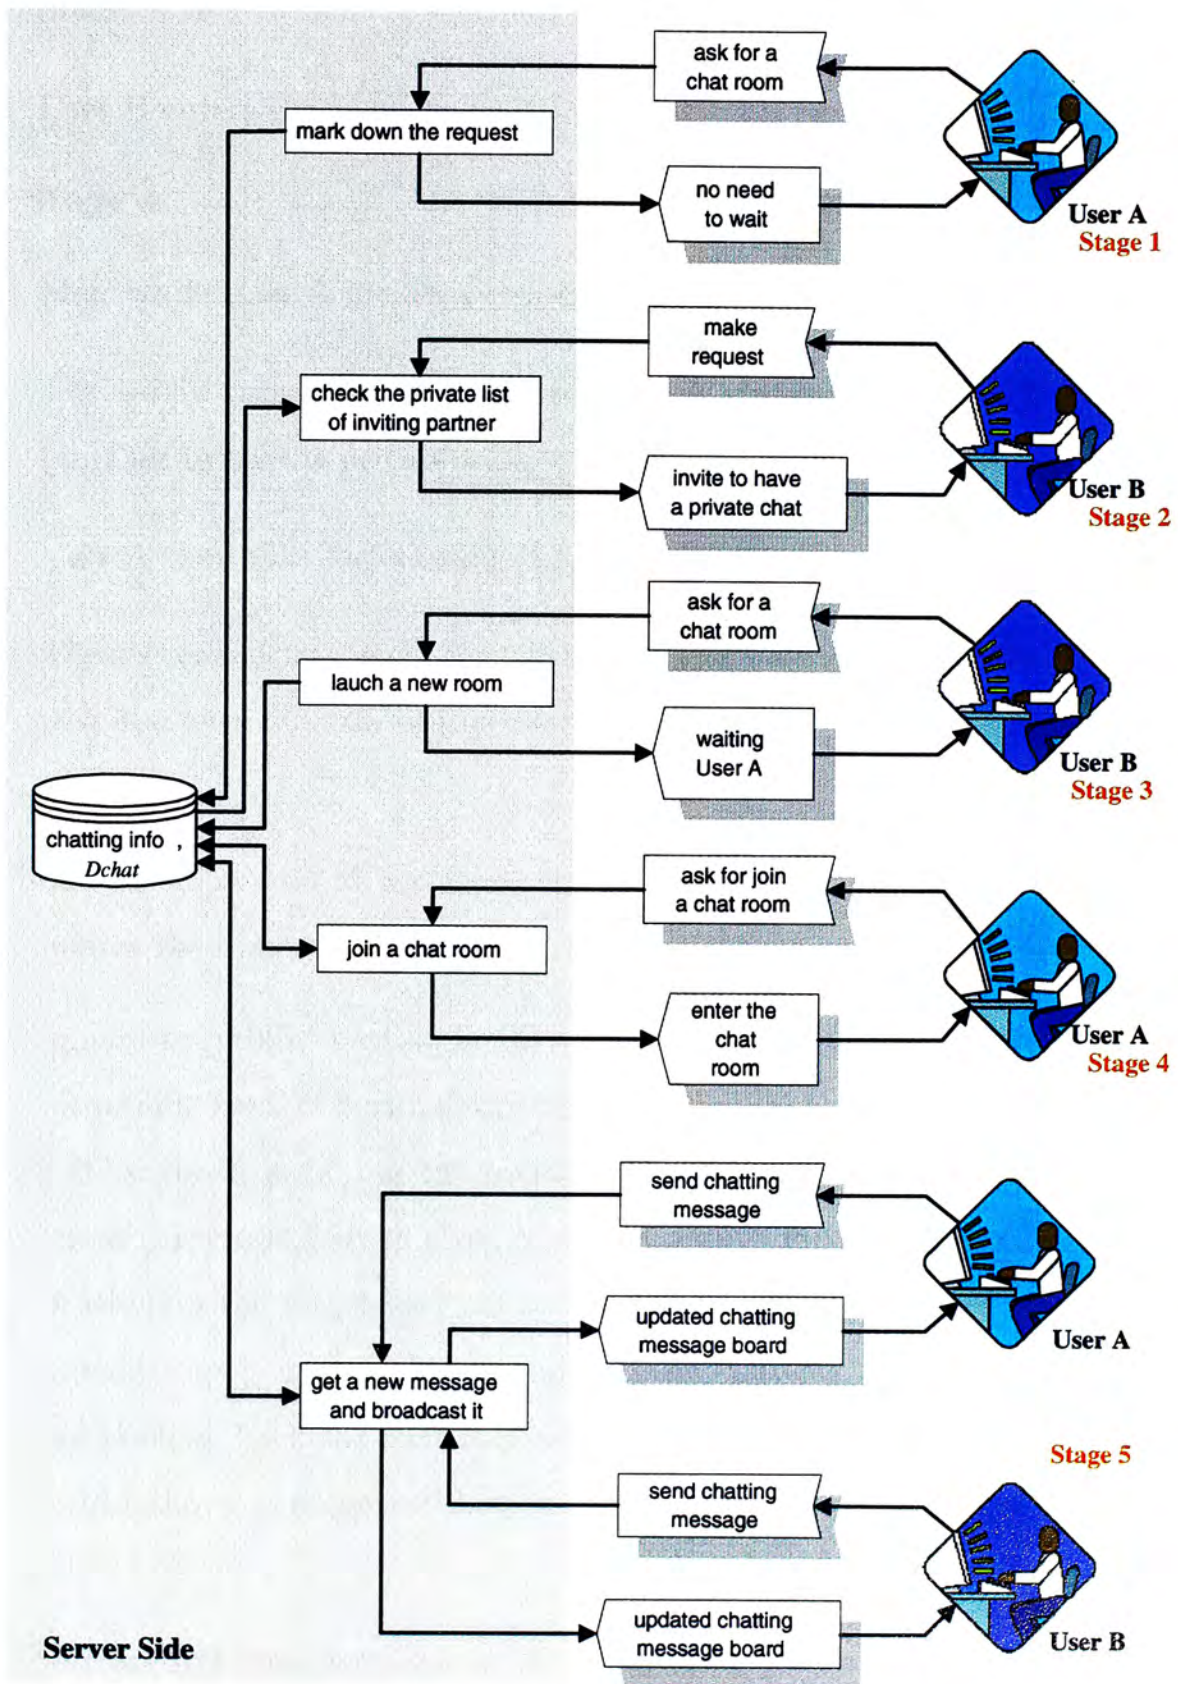 ask for a
chat room
mark down the request
no need
to wait
User A
Stage 1
make
request
check the private list
of inviting partner
invite to have
a private chat
User B
Stage 2
ask for a
chat room
lauch a new room
waiting
User A
User B
Stage 3
chatting info ,
Dchat
ask for join
a chat room
join a chat room
enter the
chat
room
User A
Stage 4
send chatting
message
updated chatting
message board
User A
get a new message
and broadcast it
Stage 5
send chatting
message
updated chatting
message board
User B
Server Side